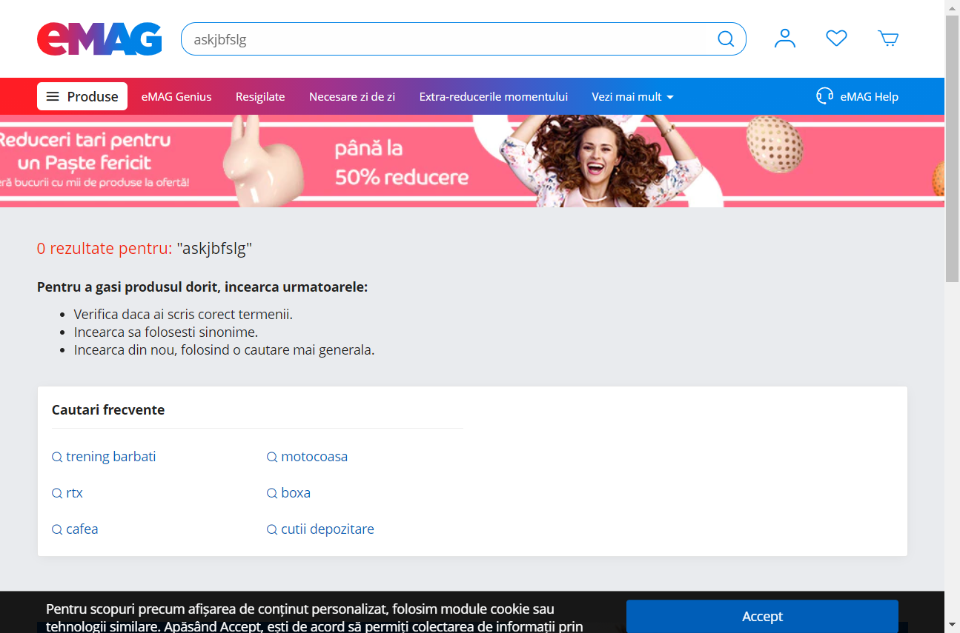 eMAG
askjbfslg
Produse
eMAG Genius
Resigilate
Necesare zi de zi
Extra-reducerile momentului
Vezi mai mult
eMAG Help
Reduceri tari pentru
un Paște fericit
eră bucurii cu mii de produse la ofertă!
până la
50% reducere
0 rezultate pentru: "askjbfslg"
Pentru a gasi produsul dorit, incearca urmatoarele:
Verifica daca ai scris corect termenii.
Incearca sa folosesti sinonime.
Incearca din nou, folosind o cautare mai generala.
Cautari frecvente
trening barbati
motocoasa
rtx
boxa
cafea
cutii depozitare
Pentru scopuri precum afișarea de conținut personalizat, folosim module cookie sau
tehnologii similare. Apăsând Accept, ești de acord să permiți colectarea de informații prin
Accept